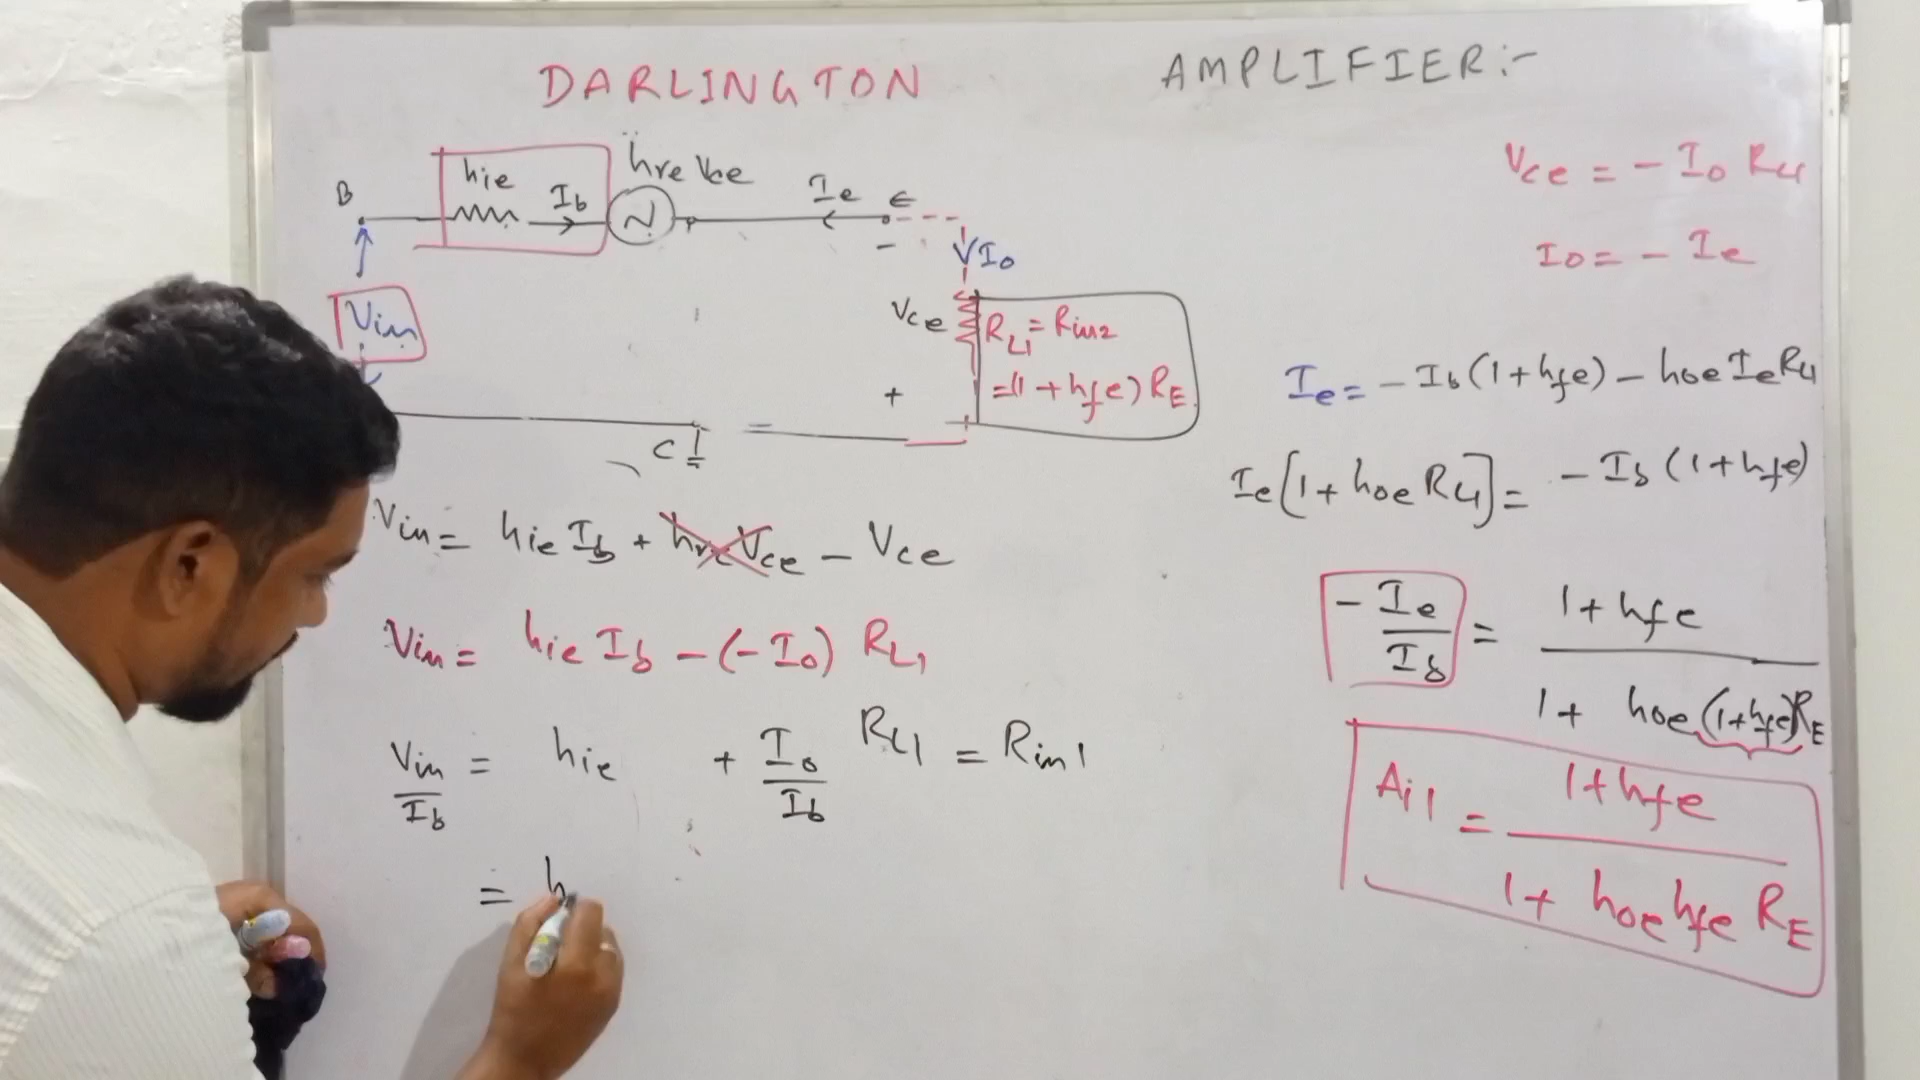 DARLINGTON AMPLIFIER:-
B hie Ib hre Vce Ie E
- V Io
Vin
Vce RL1 = Rin2
+ =(1+hfe) RE
C
Vin = hie Ib + hre Vce - Vce
Vin = hie Ib - (-Io) RL1
Vin/Ib = hie + Io/Ib RL1 = Rin1
= h
Vce = - Io RL1
Io = - Ie
Ie = - Ib (1+hfe) - hoe Ie RL1
Ie [1+ hoe RL1] = - Ib (1+hfe)
- Ie/Ib = 1+hfe / 1+ hoe (1+hfe) RE
Ai1 = 1+hfe / 1+ hoe hfe RE